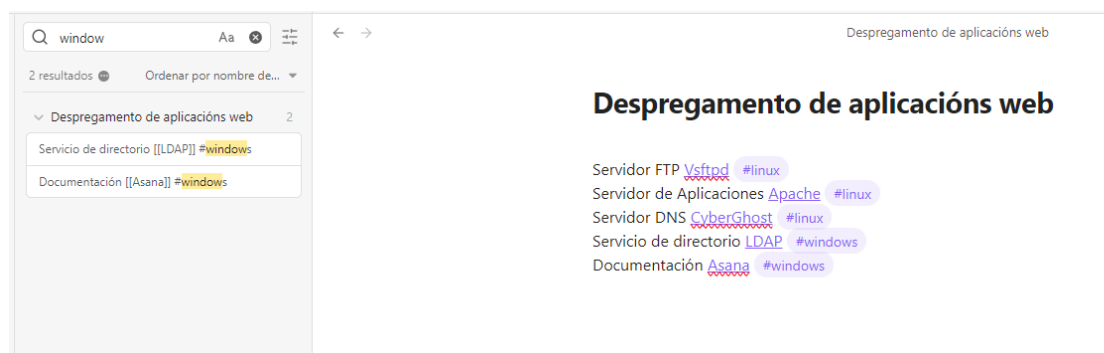 window Aa
2 resultados Ordenar por nombre de...
Despregamento de aplicacións web 2
Servicio de directorio [[LDAP]] #windows
Documentación [[Asana]] #windows
Despregamento de aplicacións web
Despregamento de aplicacións web
Servidor FTP Vsftpd #linux
Servidor de Aplicaciones Apache #linux
Servidor DNS CyberGhost #linux
Servicio de directorio LDAP #windows
Documentación Asana #windows